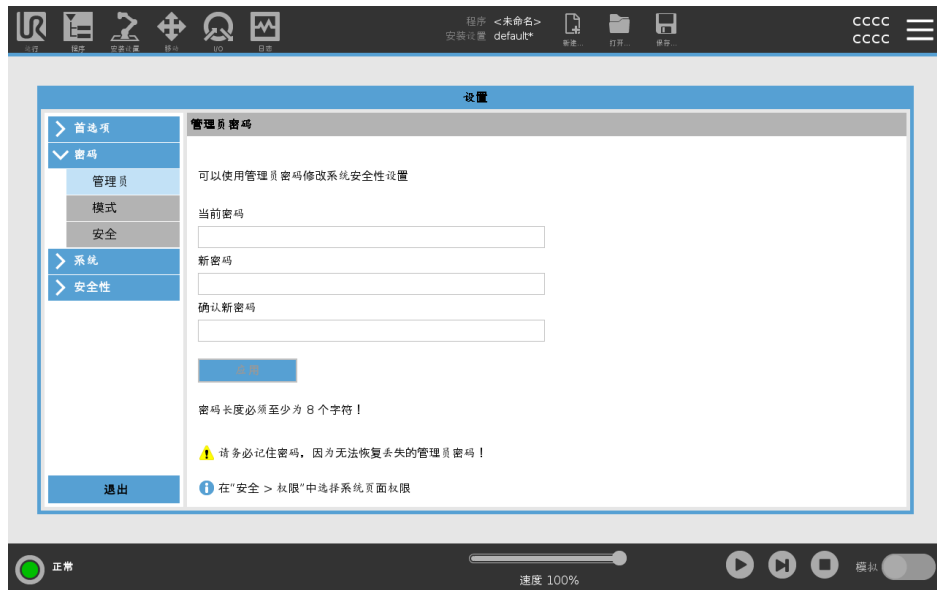 UR
运行
程序
安装设置
移动
I/O
日志
程序 <未命名>
安装设置 default*
新建...
打开...
保存...
CCCC
CCCC
设置
首选项
密码
管理员
模式
安全
系统
安全性
退出
管理员密码
可以使用管理员密码修改系统安全性设置
当前密码
新密码
确认新密码
应用
密码长度必须至少为 8 个字符！
请务必记住密码，因为无法恢复丢失的管理员密码！
在"安全 > 权限"中选择系统页面权限
正常
速度 100%
模拟